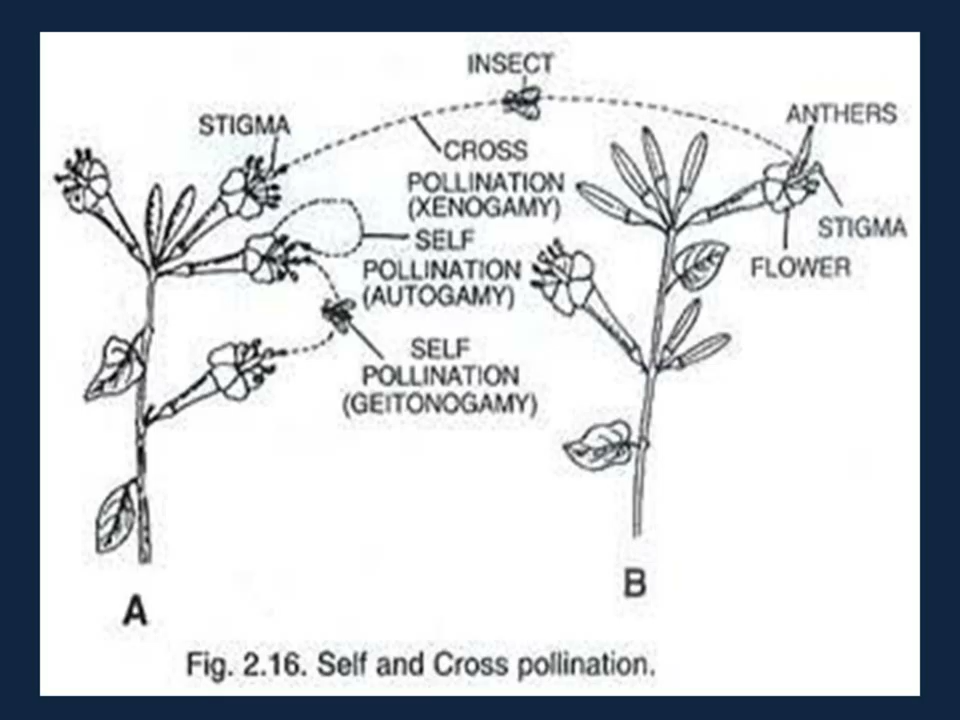 INSECT
ANTHERS
STIGMA
CROSS
POLLINATION
(XENOGAMY)
STIGMA
SELF
POLLINATION
(AUTOGAMY)
FLOWER
SELF
POLLINATION
(GEITONOGAMY)
A
B
Fig. 2.16. Self and Cross pollination.